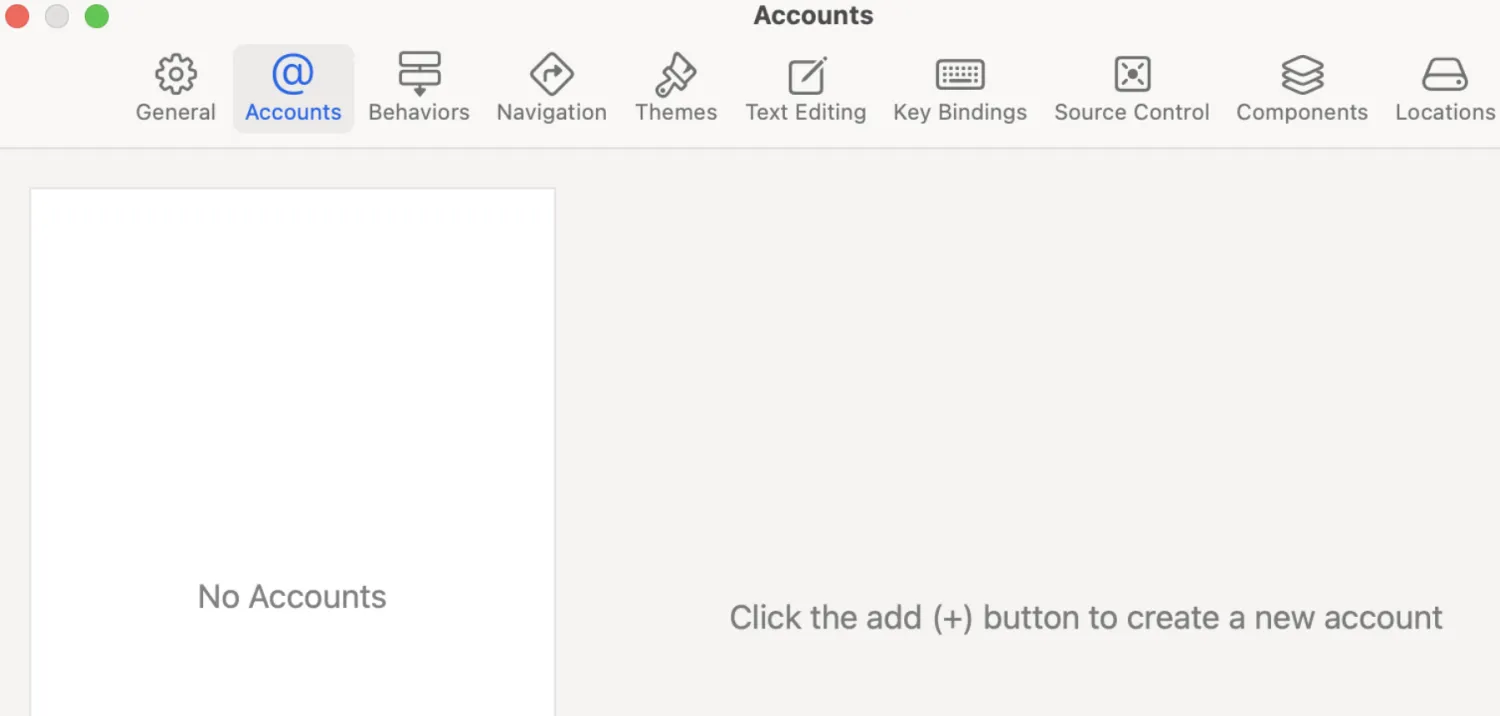 Accounts
General Accounts Behaviors Navigation Themes Text Editing Key Bindings Source Control Components Locations
No Accounts
Click the add (+) button to create a new account